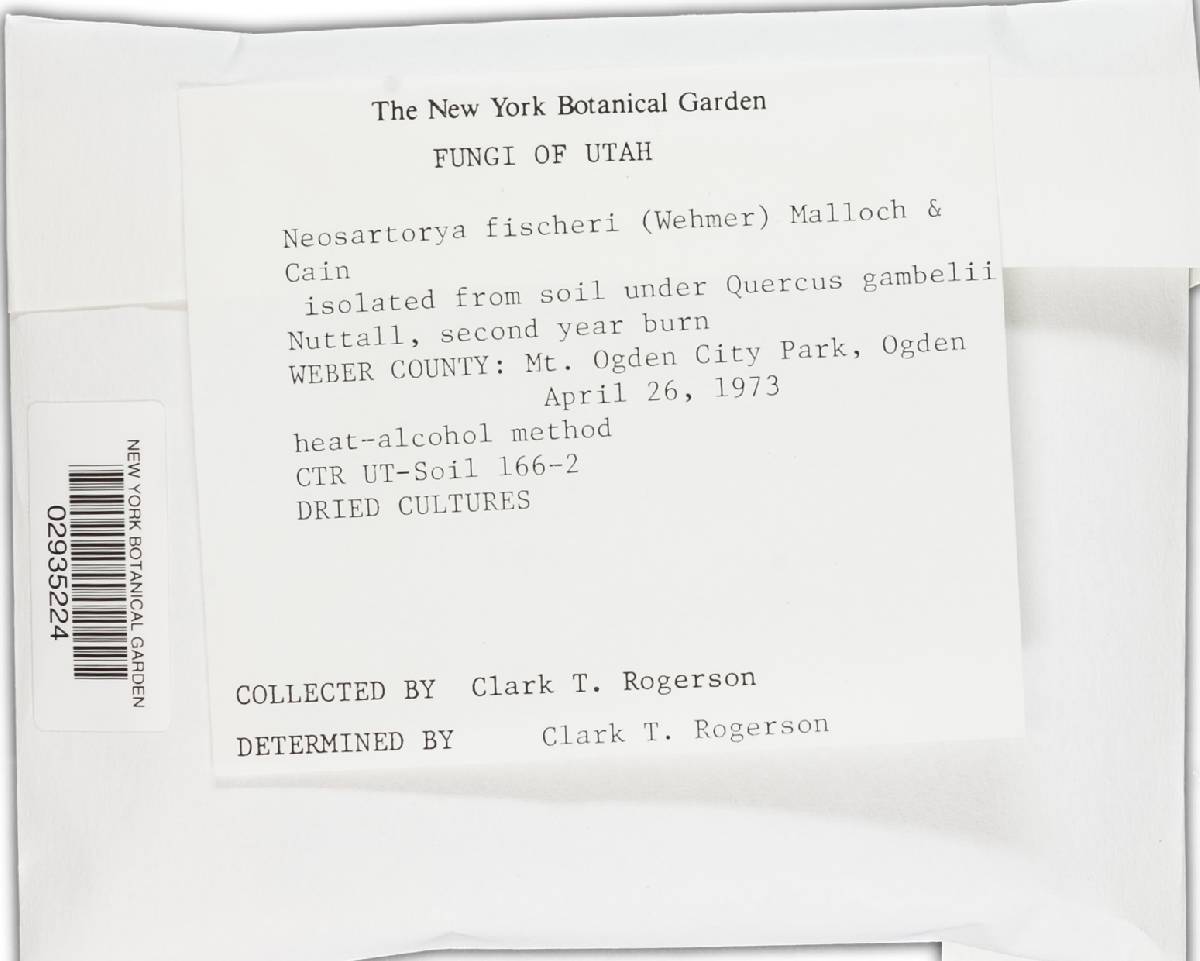 The New York Botanical Garden
FUNGI OF UTAH
Neosartorya fischeri (Wehmer) Malloch &
Cain
isolated from soil under Quercus gambelii
Nuttall, second year burn
WEBER COUNTY: Mt. Ogden City Park, Ogden
April 26, 1973
heat-alcohol method
CTR UT-Soil 166-2
DRIED CULTURES
COLLECTED BY Clark T. Rogerson
DETERMINED BY Clark T. Rogerson
NEW YORK BOTANICAL GARDEN
02935224